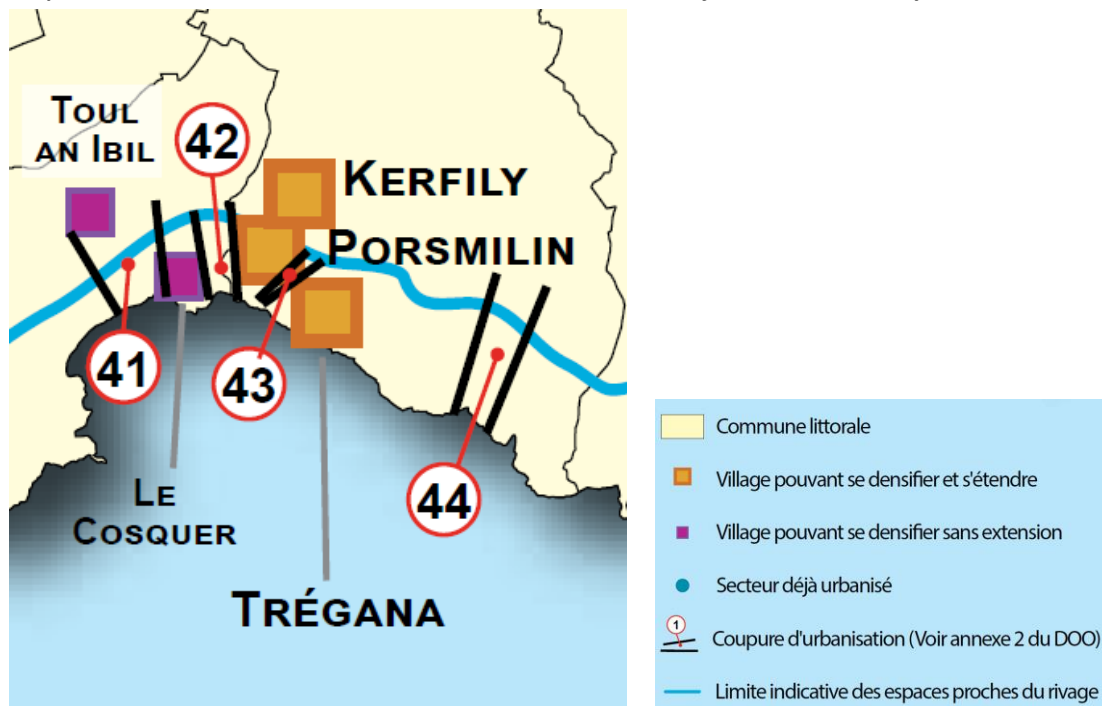 TOUL
AN IBIL
42
KERFILY
PORSMILIN
41
43
44
LE
COSQUER
TRÉGANA
Commune littorale
Village pouvant se densifier et s'étendre
Village pouvant se densifier sans extension
Secteur déjà urbanisé
1
Coupure d'urbanisation (Voir annexe 2 du DOO)
Limite indicative des espaces proches du rivage